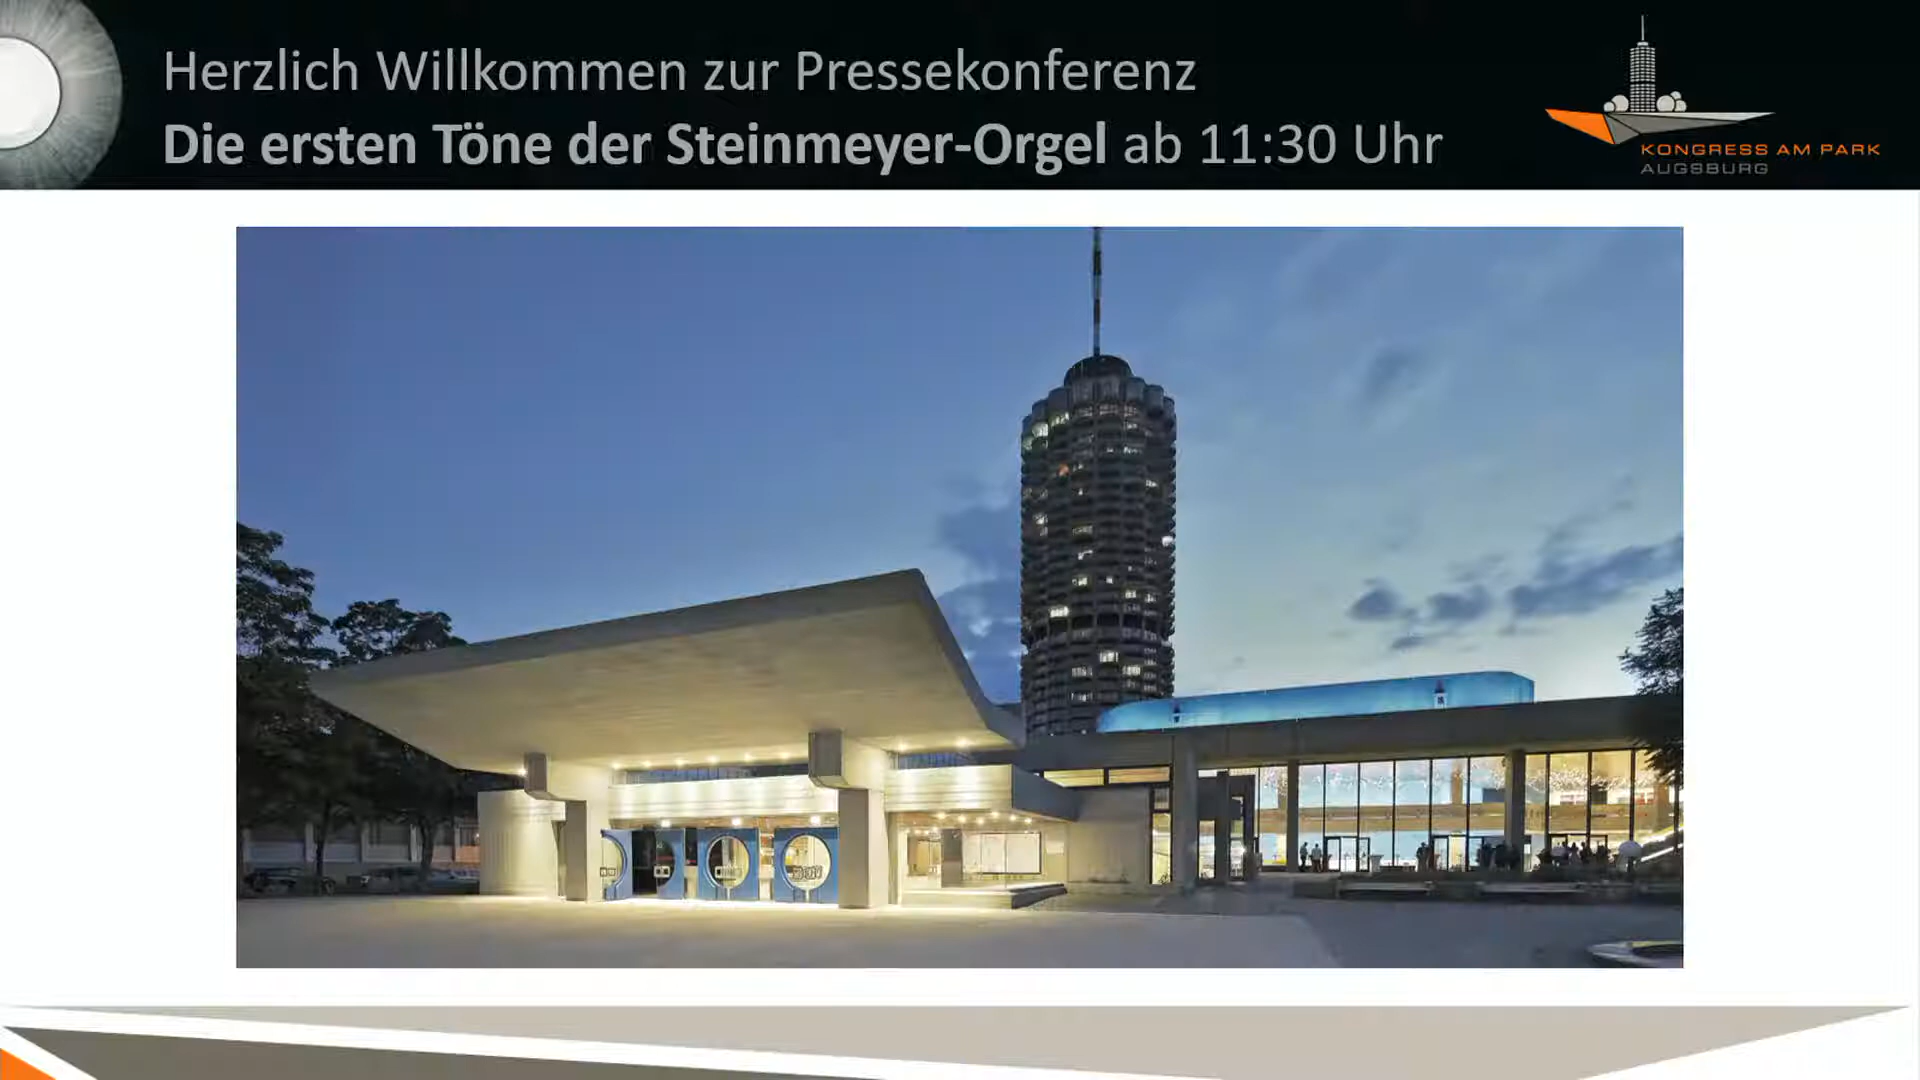 Herzlich Willkommen zur Pressekonferenz
Die ersten Töne der Steinmeyer-Orgel ab 11:30 Uhr
KONGRESS AM PARK
AUGSBURG